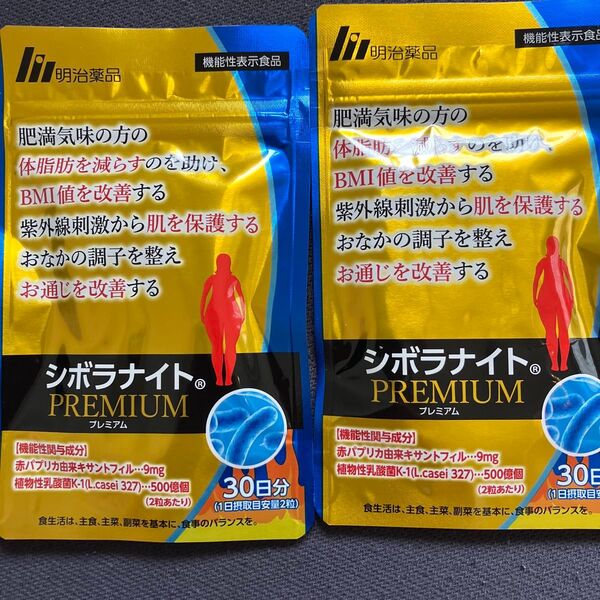 明治薬品
機能性表示食品
肥満気味の方の
体脂肪を減らすのを助け、
BMI値を改善する
紫外線刺激から肌を保護する
おなかの調子を整え
お通じを改善する
シボラナイト®
PREMIUM
プレミアム
【機能性関与成分】
赤パプリカ由来キサントフィル…9mg
植物性乳酸菌K-1(L.casei 327)…500億個
(2粒あたり)
30日分
(1日摂取目安量2粒)
食生活は、主食、主菜、副菜を基本に、食事のバランスを。
明治薬品
機能性表示食品
肥満気味の方の
体脂肪を減らすのを助け、
BMI値を改善する
紫外線刺激から肌を保護する
おなかの調子を整え
お通じを改善する
シボラナイト®
PREMIUM
プレミアム
【機能性関与成分】
赤パプリカ由来キサントフィル…9mg
植物性乳酸菌K-1(L.casei 327)…500億個
(2粒あたり)
30日
(1日摂取目安量
食生活は、主食、主菜、副菜を基本に、食事のバランスを。